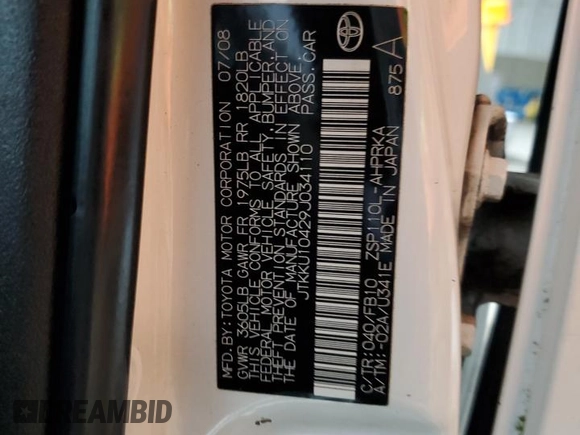 MFD.BY:TOYOTA MOTOR CORPORATION 07/08
GVWR 3605LB GAWR FR 1975LB RR 1820LB
THIS VEHICLE CONFORMS TO ALL APPLICABLE
FEDERAL MOTOR VEHICLE SAFETY, BUMPER, AND
THEFT PREVENTION STANDARDS IN EFFECT ON
THE DATE OF MANUFACTURE SHOWN ABOVE.
JTKKU10429J034110 PASS.CAR
C/TR:040/FB10 ZSP110L-AHPRKA
A/TM:-02A/U341E MADE IN JAPAN 875 A
DREAMBID